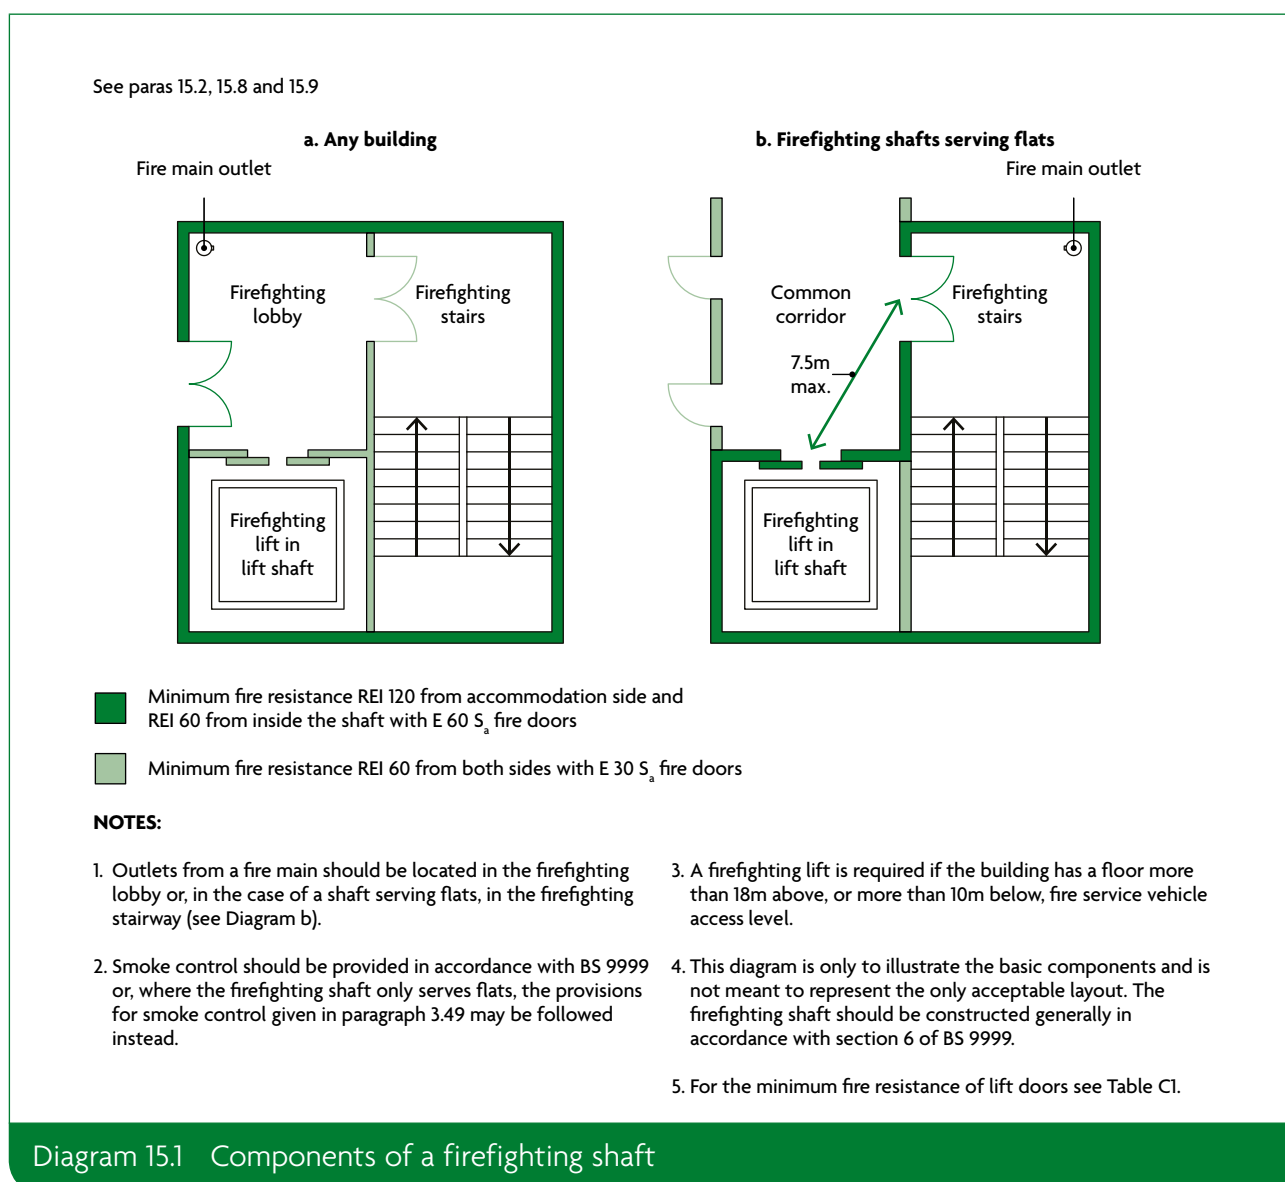 See paras 15.2, 15.8 and 15.9
a. Any building
Fire main outlet
Firefighting
lobby
Firefighting
stairs
Firefighting
lift in
lift shaft
b. Firefighting shafts serving flats
Fire main outlet
Common
corridor
Firefighting
stairs
7.5m
max.
Firefighting
lift in
lift shaft
Minimum fire resistance REI 120 from accommodation side and
REI 60 from inside the shaft with E 60 Sa fire doors
Minimum fire resistance REI 60 from both sides with E 30 Sa fire doors
NOTES:
1. Outlets from a fire main should be located in the firefighting
lobby or, in the case of a shaft serving flats, in the firefighting
stairway (see Diagram b).
2. Smoke control should be provided in accordance with BS 9999
or, where the firefighting shaft only serves flats, the provisions
for smoke control given in paragraph 3.49 may be followed
instead.
3. A firefighting lift is required if the building has a floor more
than 18m above, or more than 10m below, fire service vehicle
access level.
4. This diagram is only to illustrate the basic components and is
not meant to represent the only acceptable layout. The
firefighting shaft should be constructed generally in
accordance with section 6 of BS 9999.
5. For the minimum fire resistance of lift doors see Table C1.
Diagram 15.1 Components of a firefighting shaft